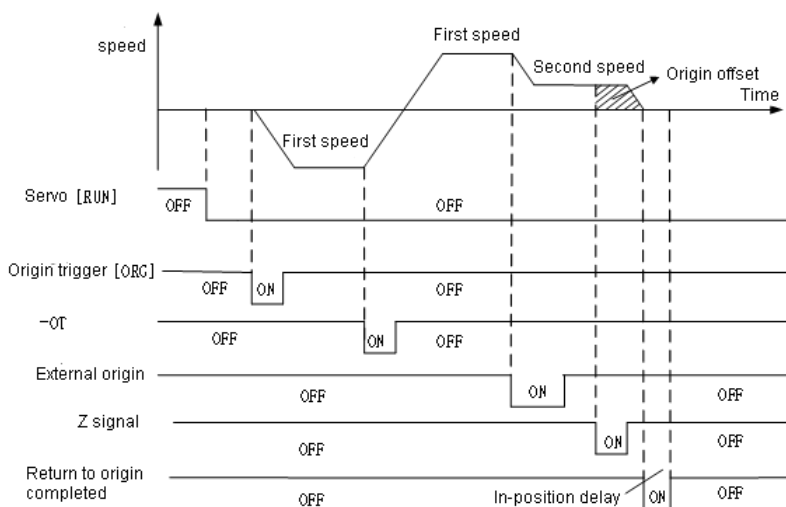 First speed
speed
Second speed
Origin offset
Time
First speed
Servo [RUN]
OFF
OFF
Origin trigger [ORG]
OFF
ON
OFF
-OT
OFF
ON
OFF
External origin
OFF
ON
OFF
Z signal
OFF
ON
OFF
Return to origin
completed
OFF
In-position delay
ON
OFF